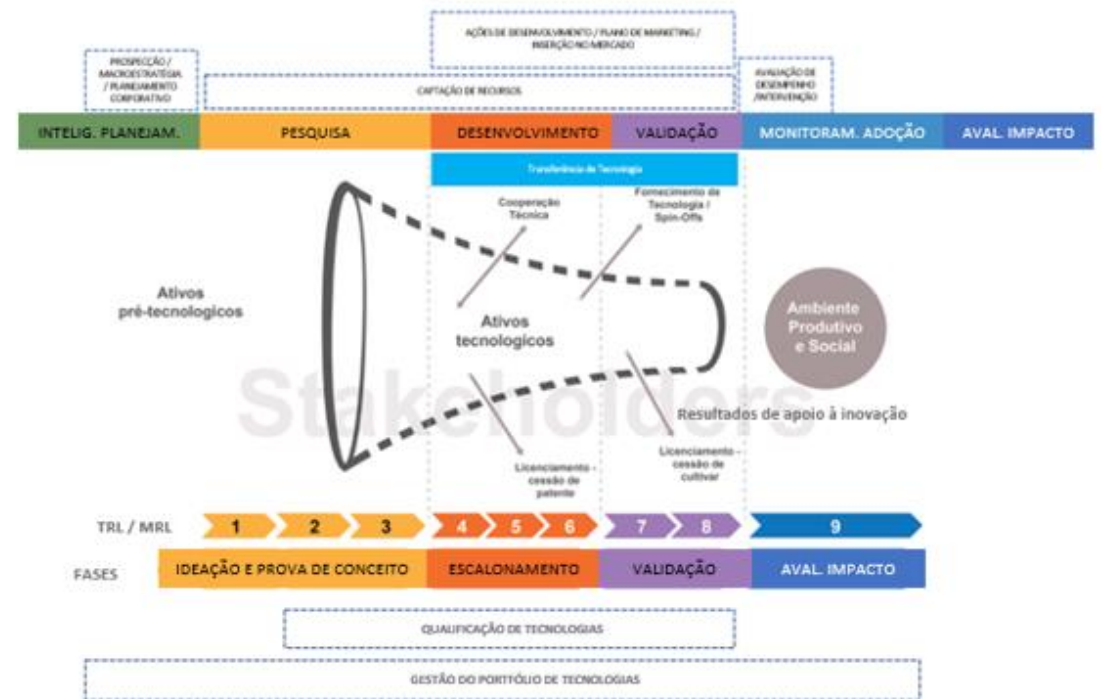 AÇÕES DE DESENVOLVIMENTO / PLANO DE MARKETING /
INSERÇÃO NO MERCADO
PROSPECÇÃO /
MACROESTRATÉGIA
/ PLANEJAMENTO
CORPORATIVO
CAPTAÇÃO DE RECURSOS
AVALIAÇÃO DE
DESEMPENHO
/INTERVENÇÃO
INTELIG. PLANEJAM.
PESQUISA
DESENVOLVIMENTO
VALIDAÇÃO
MONITORAM. ADOÇÃO
AVAL. IMPACTO
Transferência de Tecnologia
Cooperação
Técnica
Fornecimento de
Tecnologia /
Spin-Offs
Ativos
pré-tecnologicos
Ativos
tecnologicos
Ambiente
Produtivo
e Social
Stakeholders
Resultados de apoio à inovação
Licenciamento -
cessão de
patente
Licenciamento -
cessão de
cultivar
TRL / MRL
1
2
3
4
5
6
7
8
9
FASES
IDEAÇÃO E PROVA DE CONCEITO
ESCALONAMENTO
VALIDAÇÃO
AVAL. IMPACTO
QUALIFICAÇÃO DE TECNOLOGIAS
GESTÃO DO PORTFÓLIO DE TECNOLOGIAS